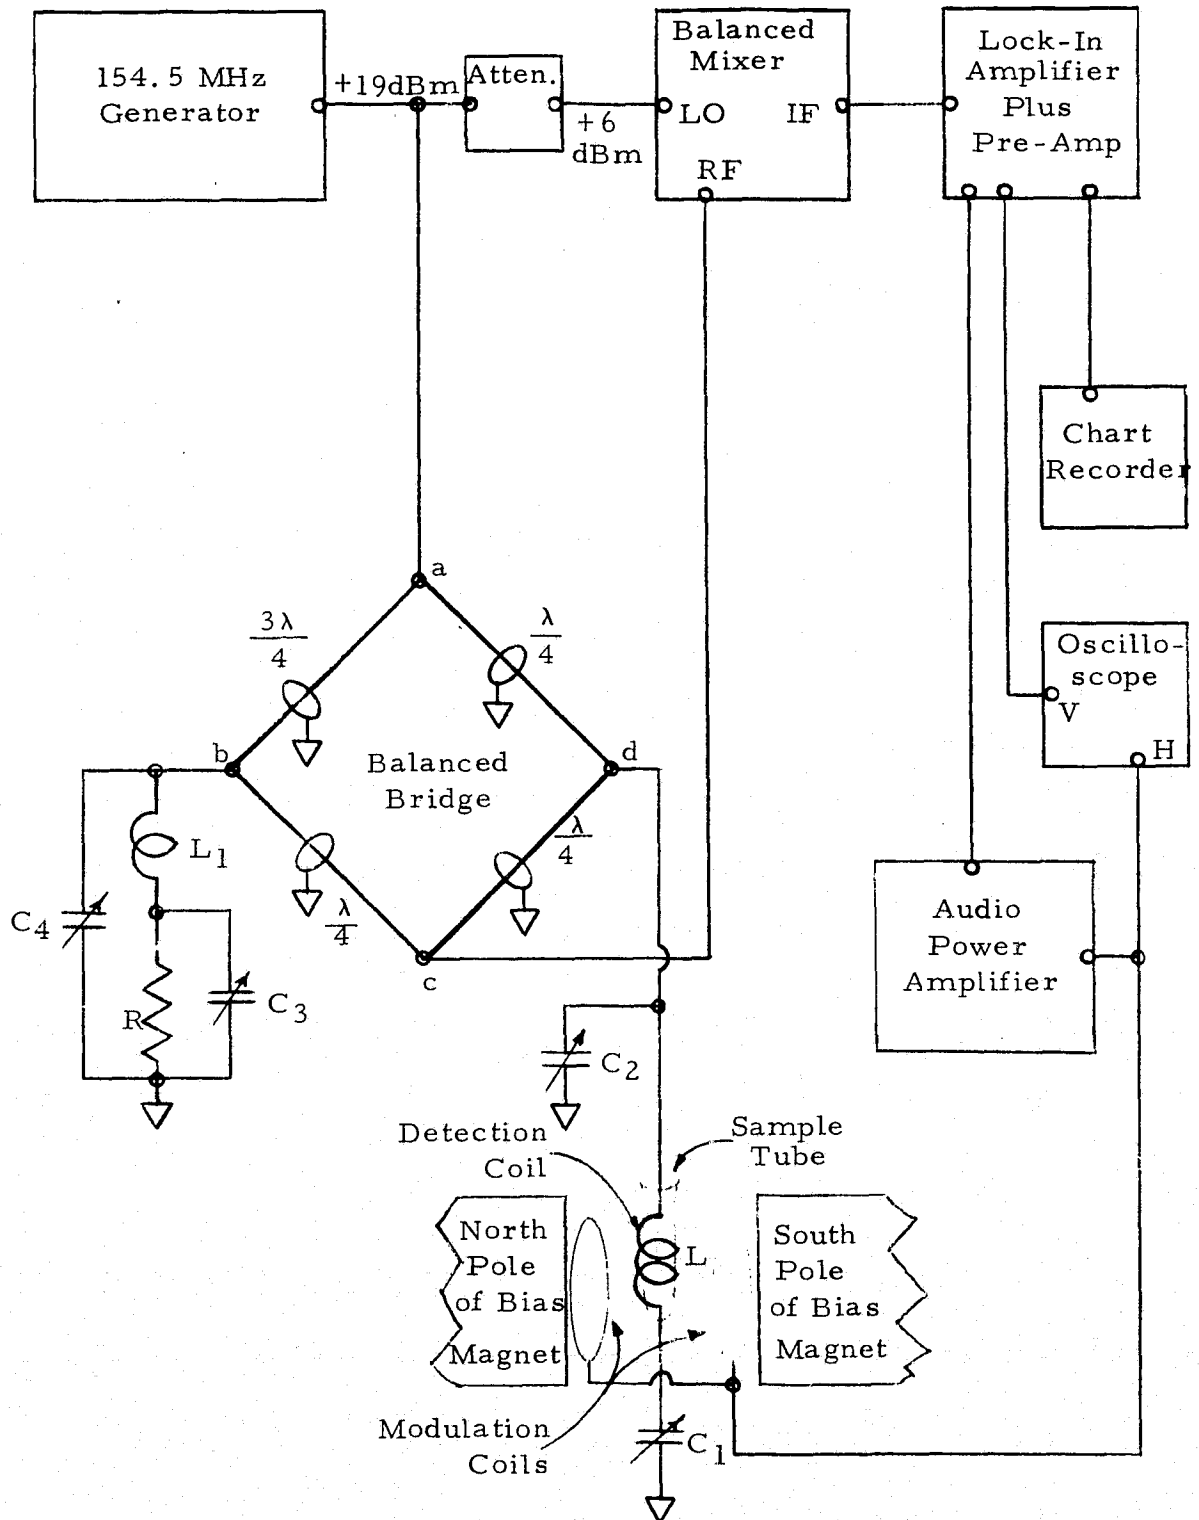 154.5 MHz
Generator
+19dBm
Atten.
+6
dBm
Balanced
Mixer
LO
IF
RF
Lock-In
Amplifier
Plus
Pre-Amp
Chart
Recorder
Oscillo-
scope
V
H
a
3λ
4
λ
4
b
d
Balanced
Bridge
λ
4
λ
4
c
L1
C4
R
C3
C2
Audio
Power
Amplifier
Detection
Coil
Sample
Tube
North
Pole
of Bias
Magnet
L
South
Pole
of Bias
Magnet
Modulation
Coils
C1